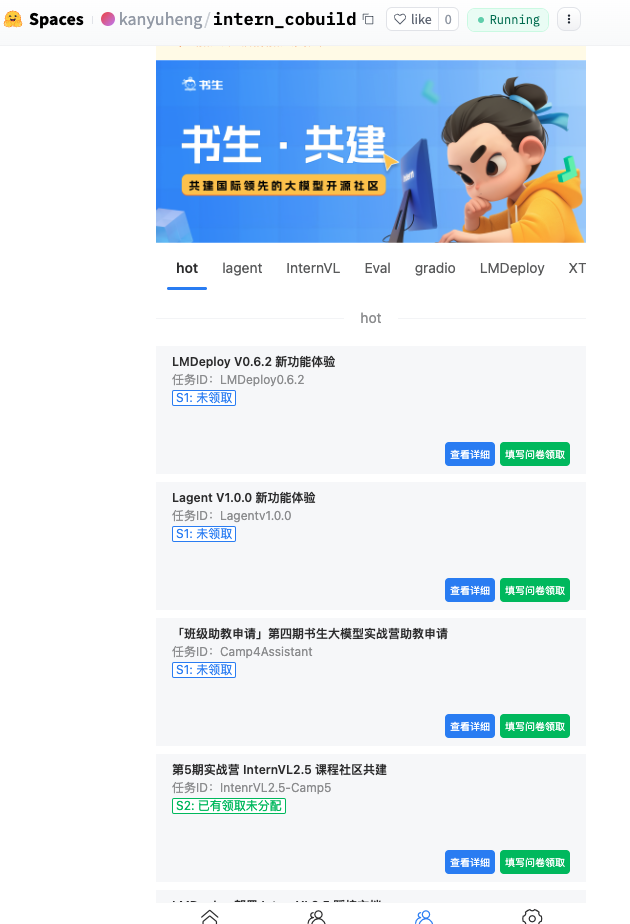 Spaces kanyuheng/intern_cobuild like 0 Running
书生
书生·共建
共建国际领先的大模型开源社区
hot lagent InternVL Eval gradio LMDeploy XT
hot
LMDeploy V0.6.2 新功能体验
任务ID：LMDeploy0.6.2
S1: 未领取
查看详细 填写问卷领取
Lagent V1.0.0 新功能体验
任务ID：Lagentv1.0.0
S1: 未领取
查看详细 填写问卷领取
「班级助教申请」第四期书生大模型实战营助教申请
任务ID：Camp4Assistant
S1: 未领取
查看详细 填写问卷领取
第5期实战营 InternVL2.5 课程社区共建
任务ID：IntenrVL2.5-Camp5
S2: 已有领取未分配
查看详细 填写问卷领取